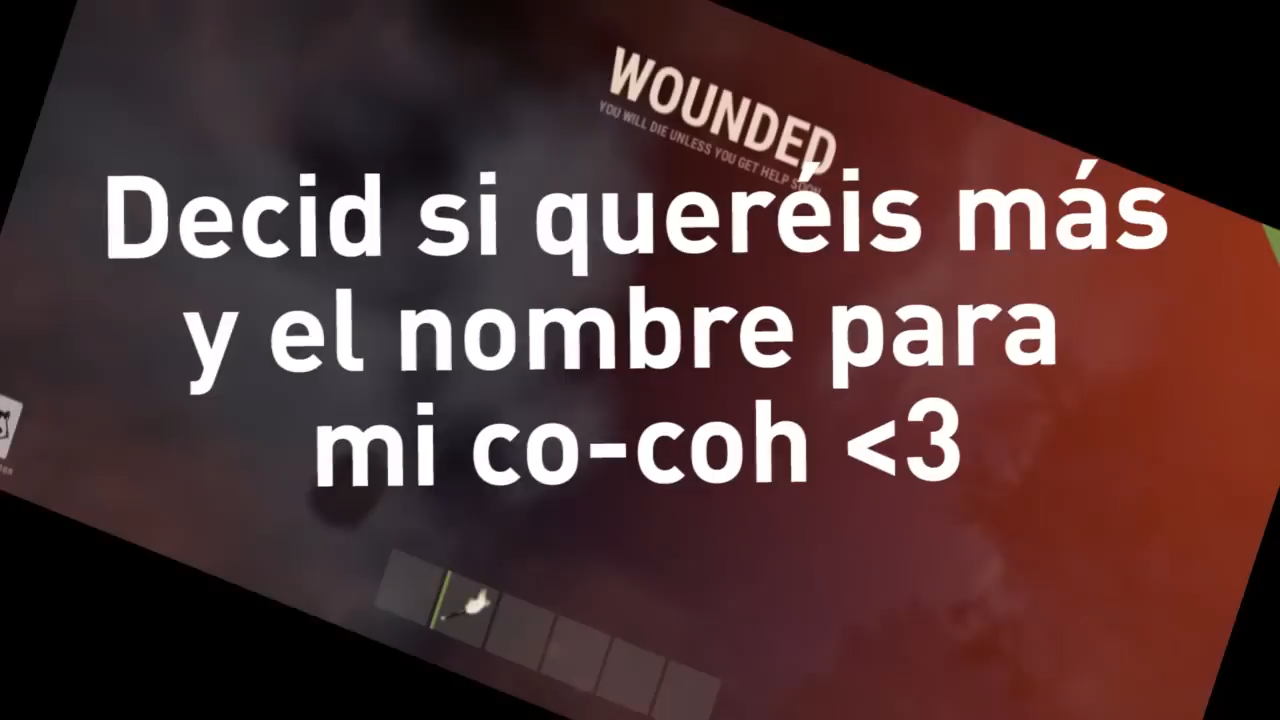 WOUNDED
YOU WILL DIE UNLESS YOU GET HELP SOON
Decid si queréis más
y el nombre para
mi co-coh <3